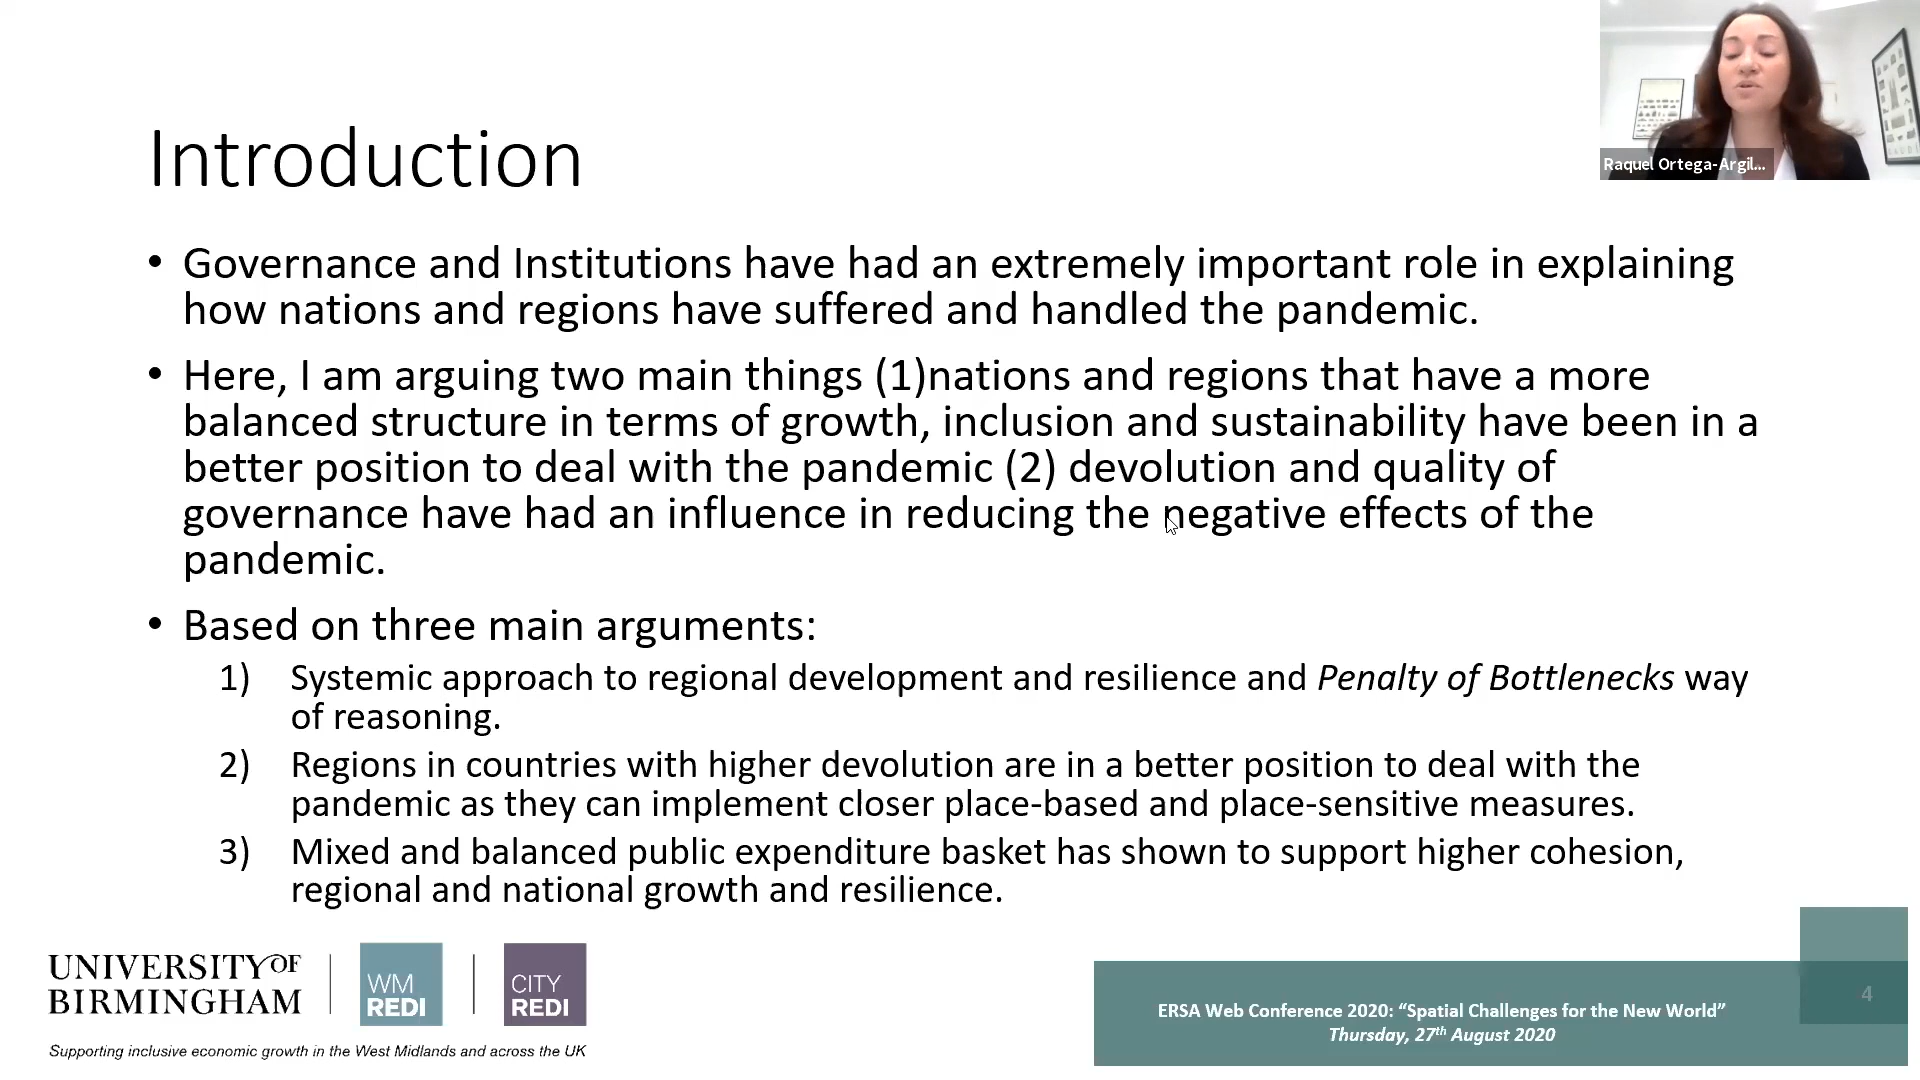 Raquel Ortega-Argil...
Introduction
• Governance and Institutions have had an extremely important role in explaining
how nations and regions have suffered and handled the pandemic.
• Here, I am arguing two main things (1)nations and regions that have a more
balanced structure in terms of growth, inclusion and sustainability have been in a
better position to deal with the pandemic (2) devolution and quality of
governance have had an influence in reducing the negative effects of the
pandemic.
• Based on three main arguments:
1) Systemic approach to regional development and resilience and Penalty of Bottlenecks way
of reasoning.
2) Regions in countries with higher devolution are in a better position to deal with the
pandemic as they can implement closer place-based and place-sensitive measures.
3) Mixed and balanced public expenditure basket has shown to support higher cohesion,
regional and national growth and resilience.
UNIVERSITY OF
BIRMINGHAM
WM
REDI
CITY
REDI
Supporting inclusive economic growth in the West Midlands and across the UK
ERSA Web Conference 2020: “Spatial Challenges for the New World”
Thursday, 27th August 2020
4